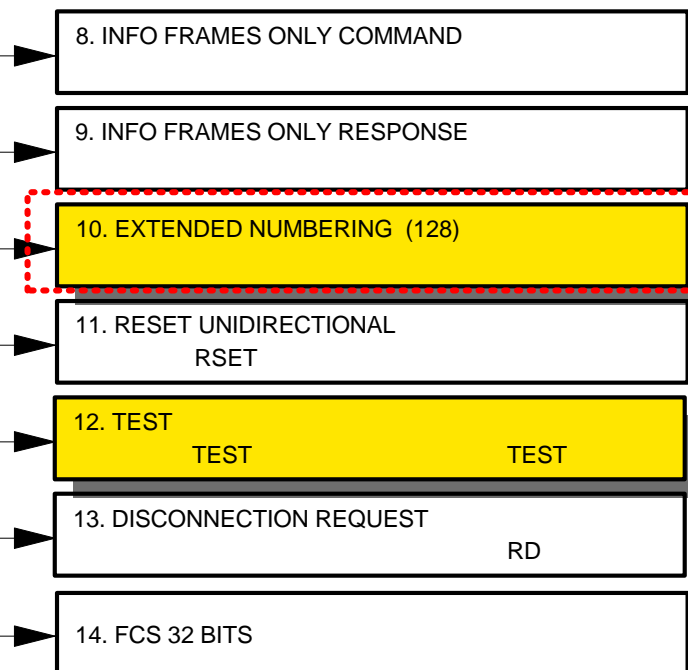 8. INFO FRAMES ONLY COMMAND
9. INFO FRAMES ONLY RESPONSE
10. EXTENDED NUMBERING (128)
11. RESET UNIDIRECTIONAL
RSET
12. TEST
TEST TEST
13. DISCONNECTION REQUEST
RD
14. FCS 32 BITS